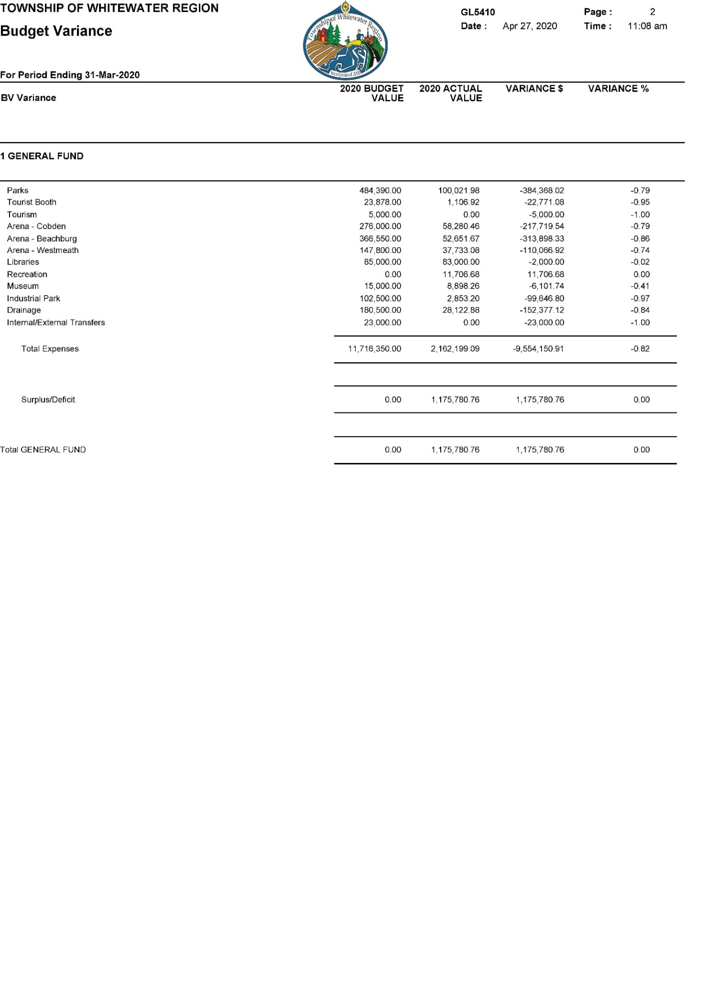 TOWNSHIP OF WHITEWATER REGION
Budget Variance
For Period Ending 31-Mar-2020
Township of Whitewater Region
Incorporated 2001
GL5410 Page : 2
Date : Apr 27, 2020 Time : 11:08 am
BV Variance
2020 BUDGET 2020 ACTUAL VARIANCE $ VARIANCE %
VALUE VALUE
1 GENERAL FUND
Parks 484,390.00 100,021.98 -384,368.02 -0.79
Tourist Booth 23,878.00 1,106.92 -22,771.08 -0.95
Tourism 5,000.00 0.00 -5,000.00 -1.00
Arena - Cobden 276,000.00 58,280.46 -217,719.54 -0.79
Arena - Beachburg 366,550.00 52,651.67 -313,898.33 -0.86
Arena - Westmeath 147,800.00 37,733.08 -110,066.92 -0.74
Libraries 85,000.00 83,000.00 -2,000.00 -0.02
Recreation 0.00 11,706.68 11,706.68 0.00
Museum 15,000.00 8,898.26 -6,101.74 -0.41
Industrial Park 102,500.00 2,853.20 -99,646.80 -0.97
Drainage 180,500.00 28,122.88 -152,377.12 -0.84
Internal/External Transfers 23,000.00 0.00 -23,000.00 -1.00
Total Expenses 11,716,350.00 2,162,199.09 -9,554,150.91 -0.82
Surplus/Deficit 0.00 1,175,780.76 1,175,780.76 0.00
Total GENERAL FUND 0.00 1,175,780.76 1,175,780.76 0.00